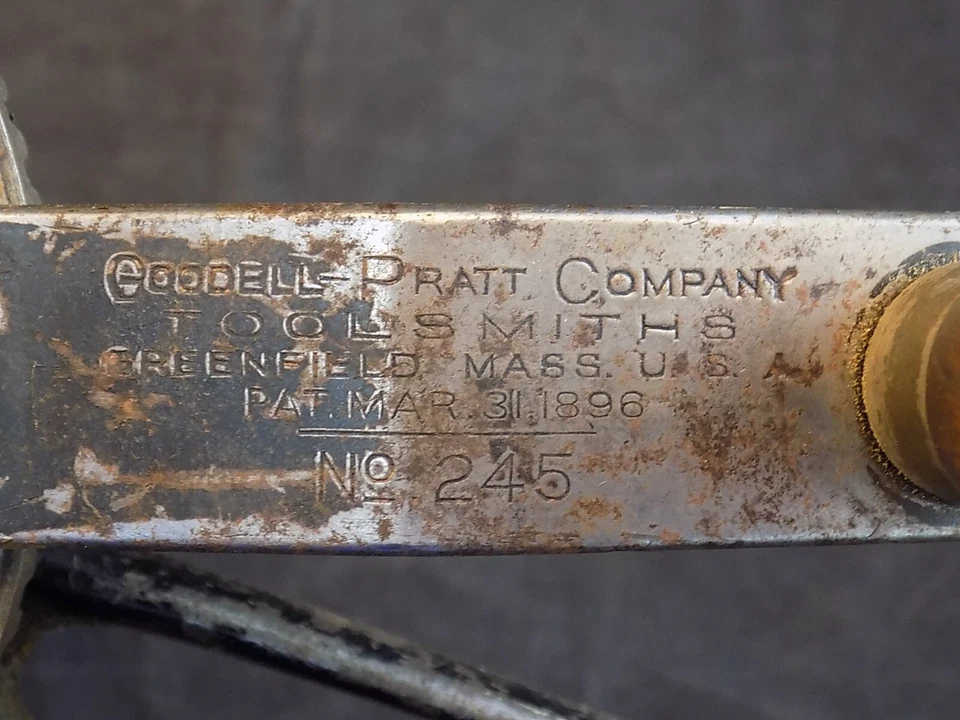 GOODELL-PRATT COMPANY
TOOLSMITHS
GREENFIELD, MASS. U.S.A.
PAT. MAR. 31. 1896
No. 245